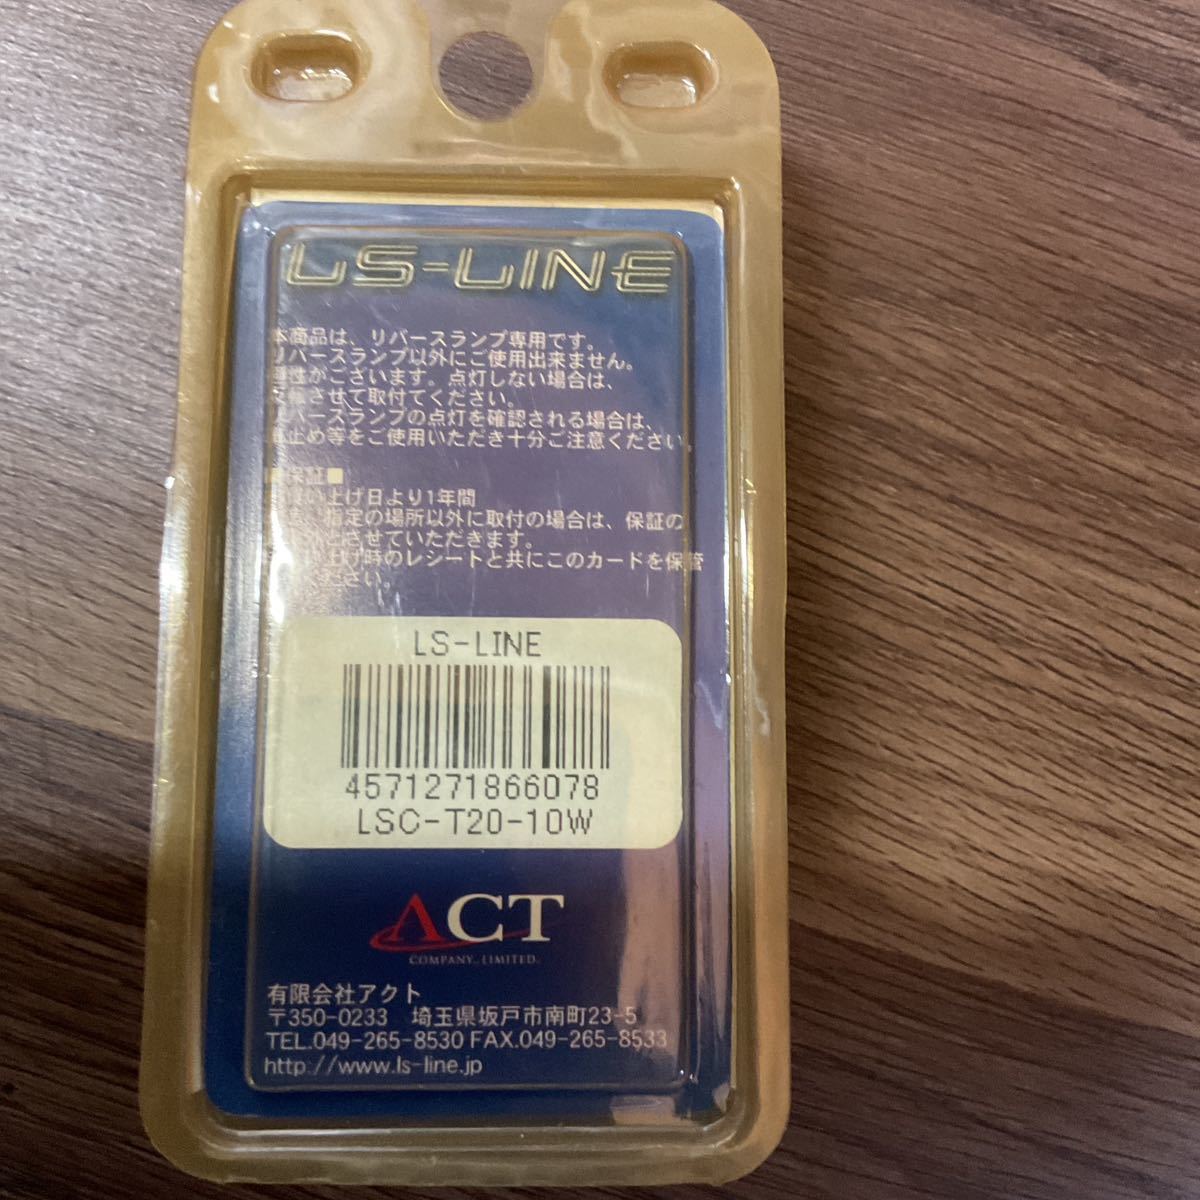 LS-LINE
本商品は、リバースランプ専用です。
リバースランプ以外にご使用出来ません。
極性がございます。点灯しない場合は、
反転させて取付てください。
リバースランプの点灯を確認される場合は、
止め等をご使用いただき十分ご注意ください。
■保証■
お買い上げ日より1年間
指定の場所以外に取付の場合は、保証の
とさせていただきます。
上げ時のレシートと共にこのカードを保管
ください。
LS-LINE
4571271866078
LSC-T20-10W
ACT
COMPANY., LIMITED.
有限会社アクト
〒350-0233 埼玉県坂戸市南町23-5
TEL.049-265-8530 FAX.049-265-8533
http://www.ls-line.jp